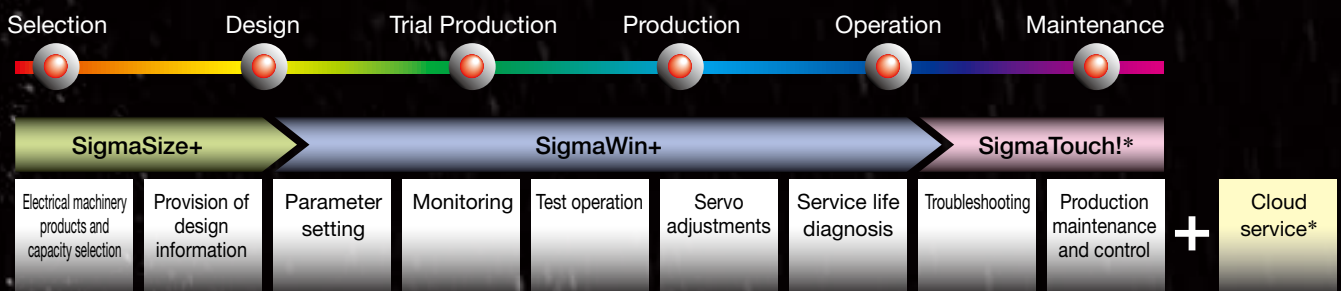 Selection
Design
Trial Production
Production
Operation
Maintenance
SigmaSize+
SigmaWin+
SigmaTouch!*
Electrical machinery
products and
capacity selection
Provision of
design
information
Parameter
setting
Monitoring
Test operation
Servo
adjustments
Service life
diagnosis
Troubleshooting
Production
maintenance
and control
+
Cloud
service*